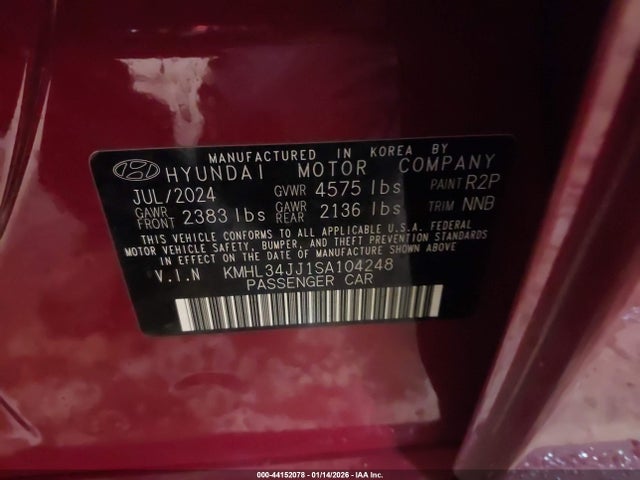 MANUFACTURED IN KOREA BY
HYUNDAI MOTOR COMPANY
JUL/2024 GVWR 4575 lbs PAINT R2P
GAWR FRONT 2383 lbs GAWR REAR 2136 lbs TRIM NNB
THIS VEHICLE CONFORMS TO ALL APPLICABLE U.S.A. FEDERAL
MOTOR VEHICLE SAFETY, BUMPER, AND THEFT PREVENTION STANDARDS
IN EFFECT ON THE DATE OF MANUFACTURE SHOWN ABOVE
V.I.N KMHL34JJ1SA104248
PASSENGER CAR
000-44152078 - 01/14/2026 - IAA Inc.